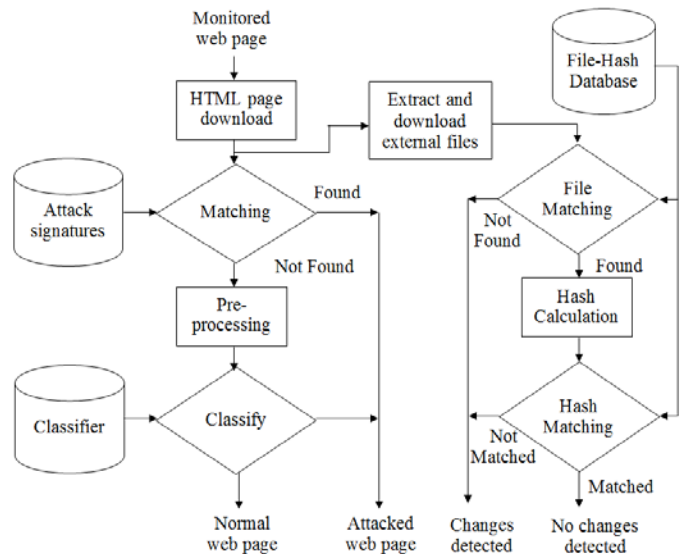 Monitored
web page
File-Hash
Database
HTML page
download
Extract and
download
external files
Attack
signatures
Matching
Found
File
Matching
Not
Found
Not Found
Found
Pre-
processing
Hash
Calculation
Classifier
Classify
Hash
Matching
Not
Matched
Matched
Normal
web page
Attacked
web page
Changes
detected
No changes
detected